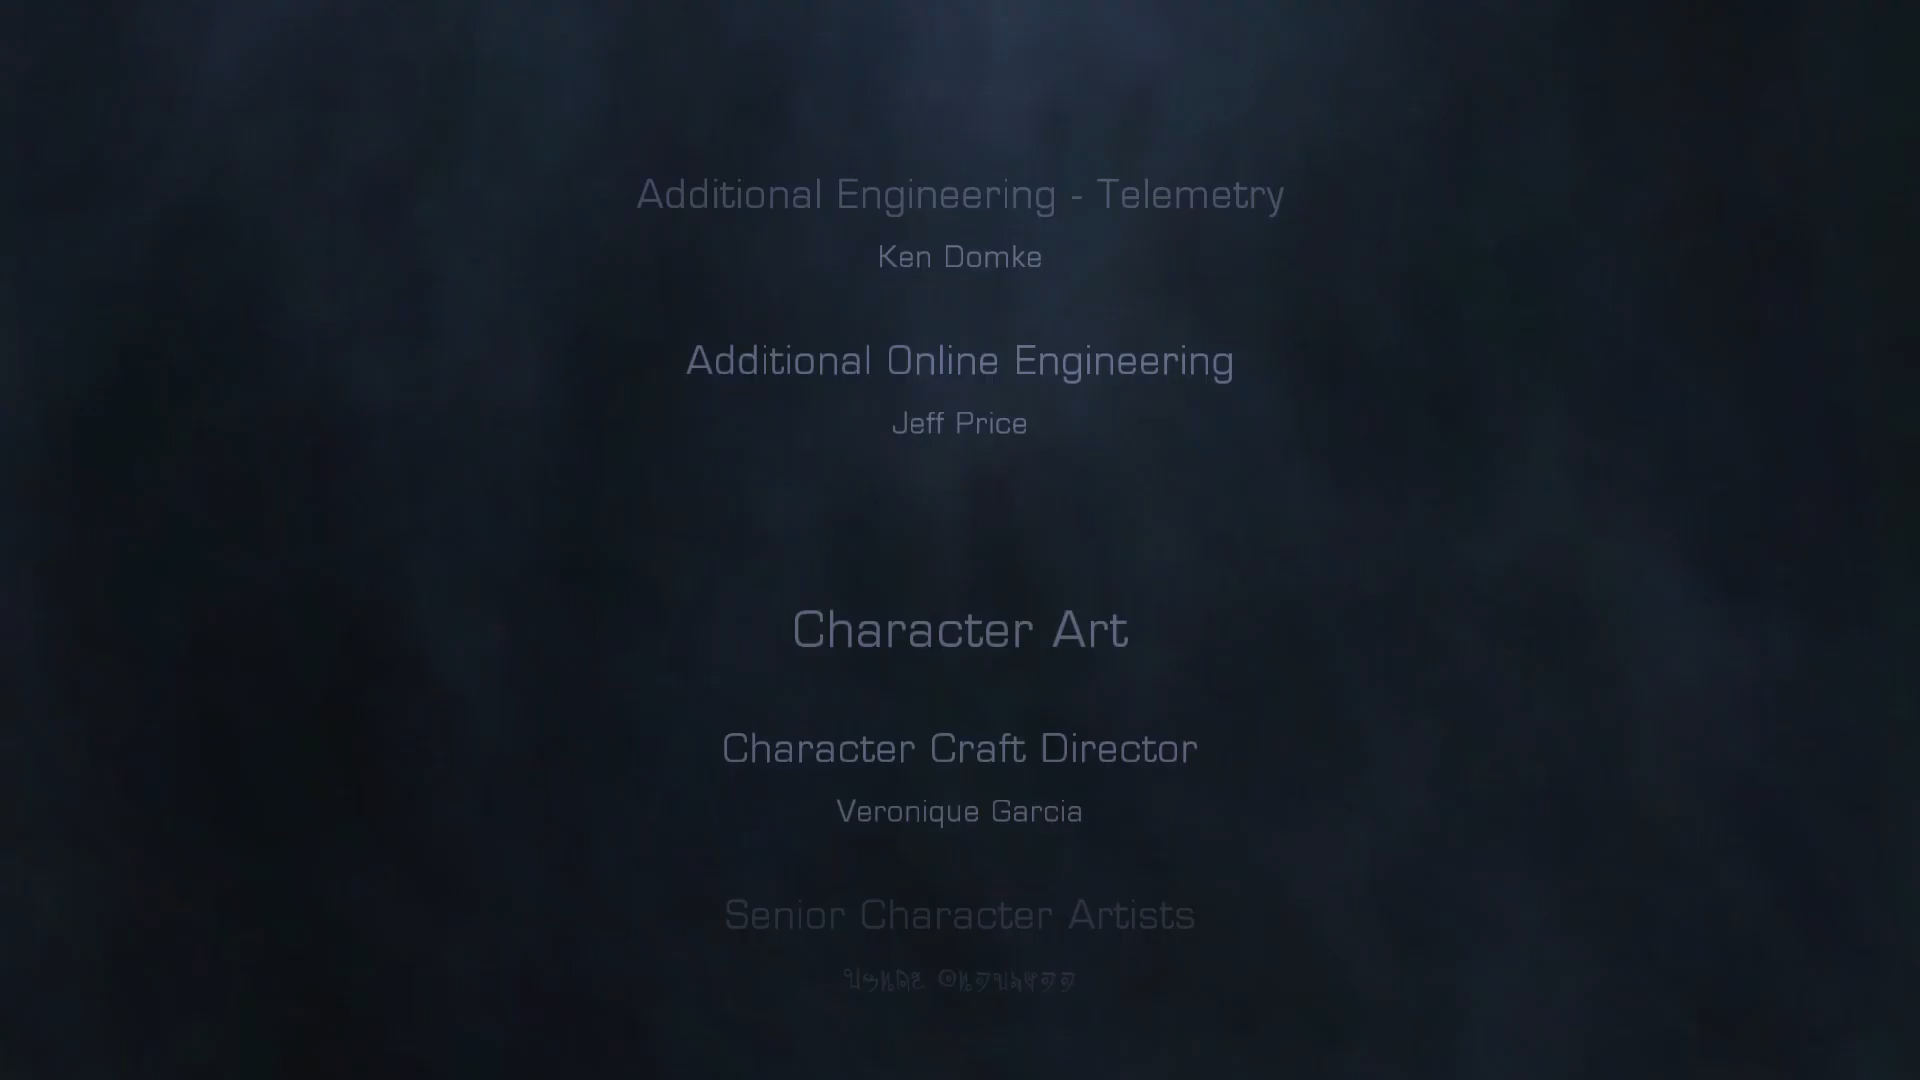 Additional Engineering - Telemetry
Ken Domke
Additional Online Engineering
Jeff Price
Character Art
Character Craft Director
Veronique Garcia
Senior Character Artists